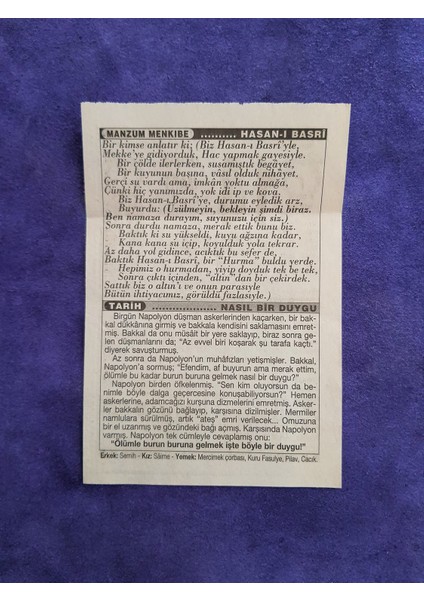 MANZUM MENKIBE .......... HASAN-I BASRİ
Bir kimse anlatır ki; (Biz Hasan-ı Basrî'yle,
Mekke'ye gidiyorduk, Hac yapmak gayesiyle.
Bir çölde ilerlerken, susamıştık begâyet,
Bir kuyunun başına, vâsıl olduk nihâyet.
Gerçi su vardı ama, imkân yoktu almağa,
Çünkü hiç yanımızda, yok idi ip ve kova.
Biz Hasan-ı Basrî'ye, durumu eyledik arz,
Buyurdu: (Üzülmeyin, bekleyin şimdi biraz.
Ben namaza durayım, suyunuzu için siz.)
Sonra durdu namaza, merak ettik bunu biz.
Baktık ki su yükseldi, kuyu ağzına kadar,
Kana kana su içip, koyulduk yola tekrar.
Az daha yol gidince, acıktık bu sefer de,
Baktık Hasan-ı Basrî, bir "Hurma" buldu yerde.
Hepimiz o hurmadan, yiyip doyduk tek be tek,
Sonra çıktı içinden, "altın"dan bir çekirdek.
Sattık biz o altın'ı ve onun parasiyle
Bütün ihtiyacımız, görüldü fazlasiyle.)
TARİH .................. NASIL BİR DUYGU
Birgün Napolyon düşman askerlerinden kaçarken, bir bak-
kal dükkânına girmiş ve bakkala kendisini saklamasını emret-
miş. Bakkal da onu müsâit bir yere saklayıp, biraz sonra ge-
len düşmanlarını da; "Az evvel biri koşarak şu tarafa kaçtı."
diyerek savuşturmuş.
Az sonra da Napolyon'un muhâfızları yetişmişler. Bakkal,
Napolyon'a sormuş; "Efendim, af buyurun ama merak ettim,
ölümle bu kadar burun buruna gelmek nasıl bir duygu?"
Napolyon birden öfkelenmiş. "Sen kim oluyorsun da be-
nimle böyle dalga geçercesine konuşabiliyorsun?" Hemen
askerlerine, adamcağızı kurşuna dizmelerini emretmiş. Asker-
ler bakkalın gözünü bağlayıp, karşısına dizilmişler. Mermiler
namlulara sürülmüş, artık "ateş" emri verilecek... Omuzuna
bir el uzanmış ve gözündeki bağı açmış. Karşısında Napolyon
varmış. Napolyon tek cümleyle cevaplamış onu:
"Ölümle burun buruna gelmek işte böyle bir duygu!"
Erkek: Semih - Kız: Sâime - Yemek: Mercimek çorbası, Kuru Fasulye, Pilav, Cacık.